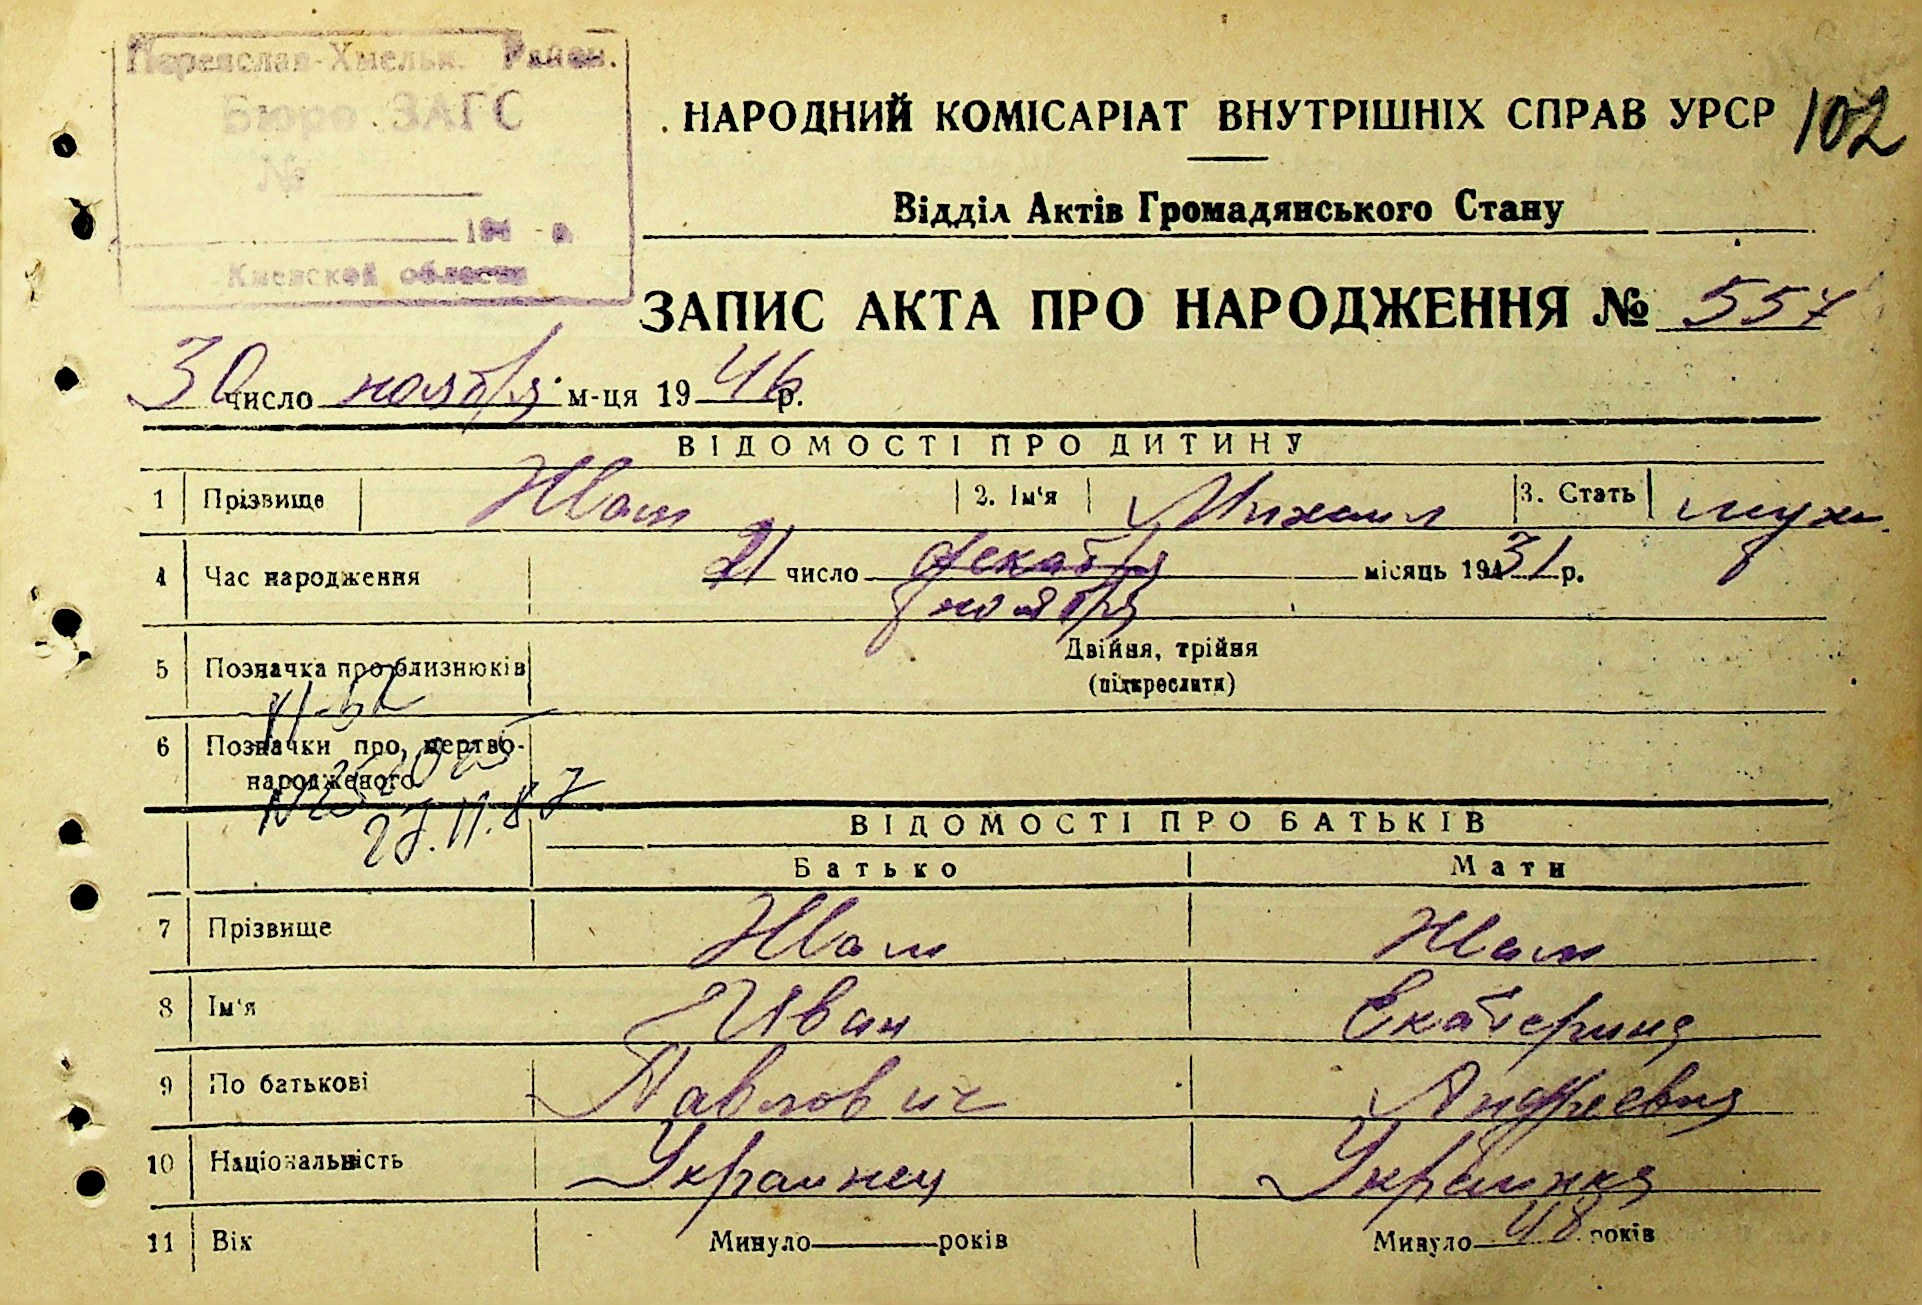 Переяслав-Хмельн. Район.
Бюро ЗАГС
№
194 г.
Киевской области
НАРОДНИЙ КОМІСАРІАТ ВНУТРІШНІХ СПРАВ УРСР 102
Відділ Актів Громадянського Стану
ЗАПИС АКТА ПРО НАРОДЖЕННЯ № 557
30 число ноября м-ця 1946 р.
ВІДОМОСТІ ПРО ДИТИНУ
1 Прізвище 2. Ім'я Михаил 3. Стать муж.
4 Час народження 21 число декабря місяць 1931 р.
ноября
5 Позначка про близнюків Двійня, трійня
(підкреслити)
6 Позначки про мертво-
народженого
27.11.87
ВІДОМОСТІ ПРО БАТЬКІВ
Батько Мати
7 Прізвище
8 Ім'я Иван Екатерина
9 По батькові Павлович Андреевна
10 Національність Украинец Украинка
11 Вік Минуло років Минуло 48 років